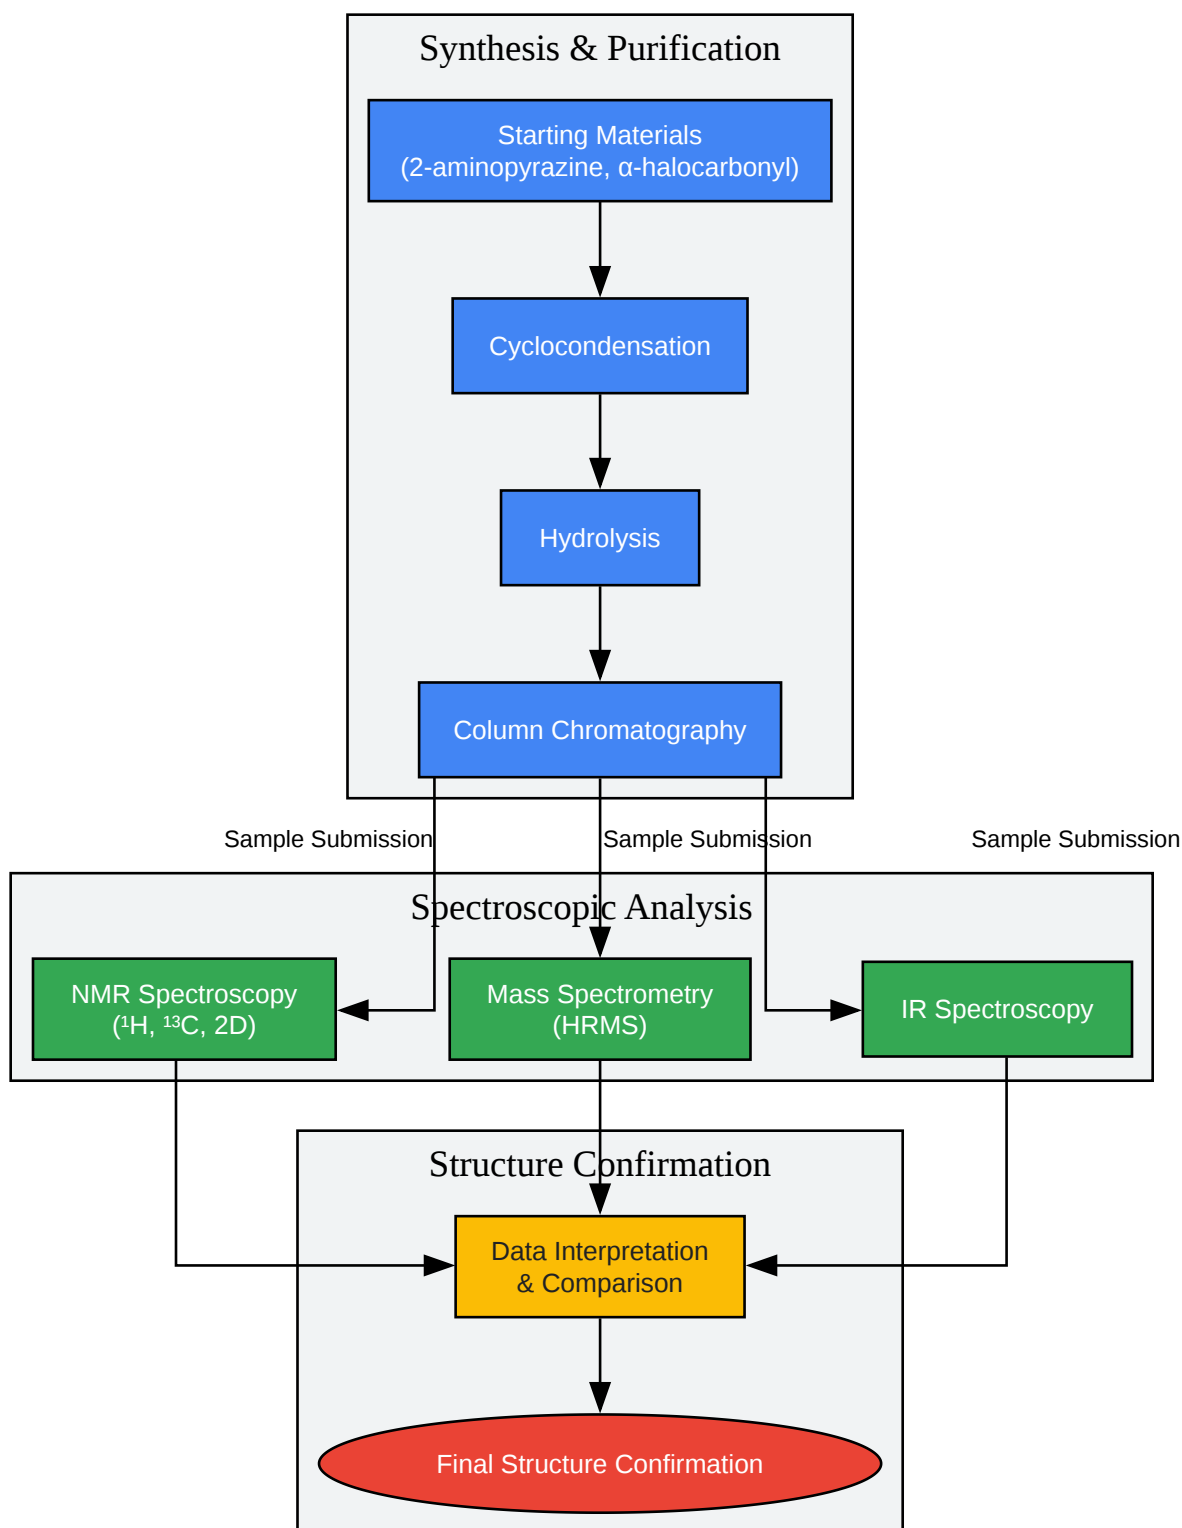 Synthesis & Purification
Starting Materials
(2-aminopyrazine, α-halocarbonyl)
Cyclocondensation
Hydrolysis
Column Chromatography
Sample Submission
Sample Submission
Sample Submission
Spectroscopic Analysis
NMR Spectroscopy
(¹H, ¹³C, 2D)
Mass Spectrometry
(HRMS)
IR Spectroscopy
Structure Confirmation
Data Interpretation
& Comparison
Final Structure Confirmation